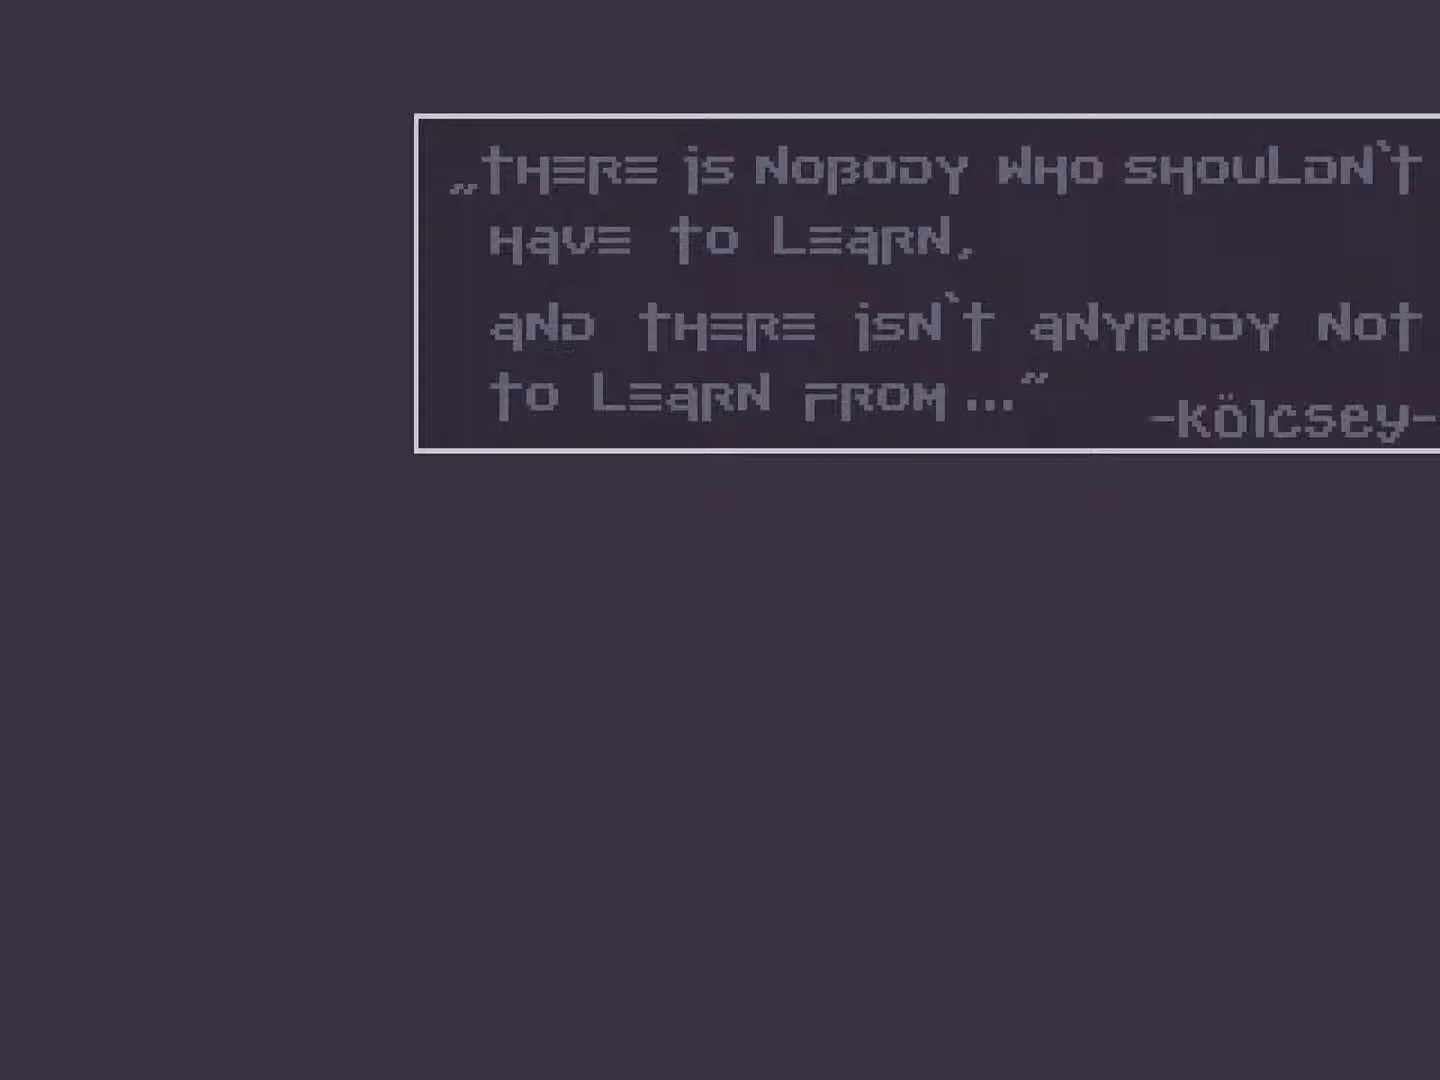 „THERE IS NOBODY WHO SHOULDN`T
HAVE TO LEARN,
AND THERE ISN`T ANYBODY NOT
TO LEARN FROM..."
-Kölcsey-